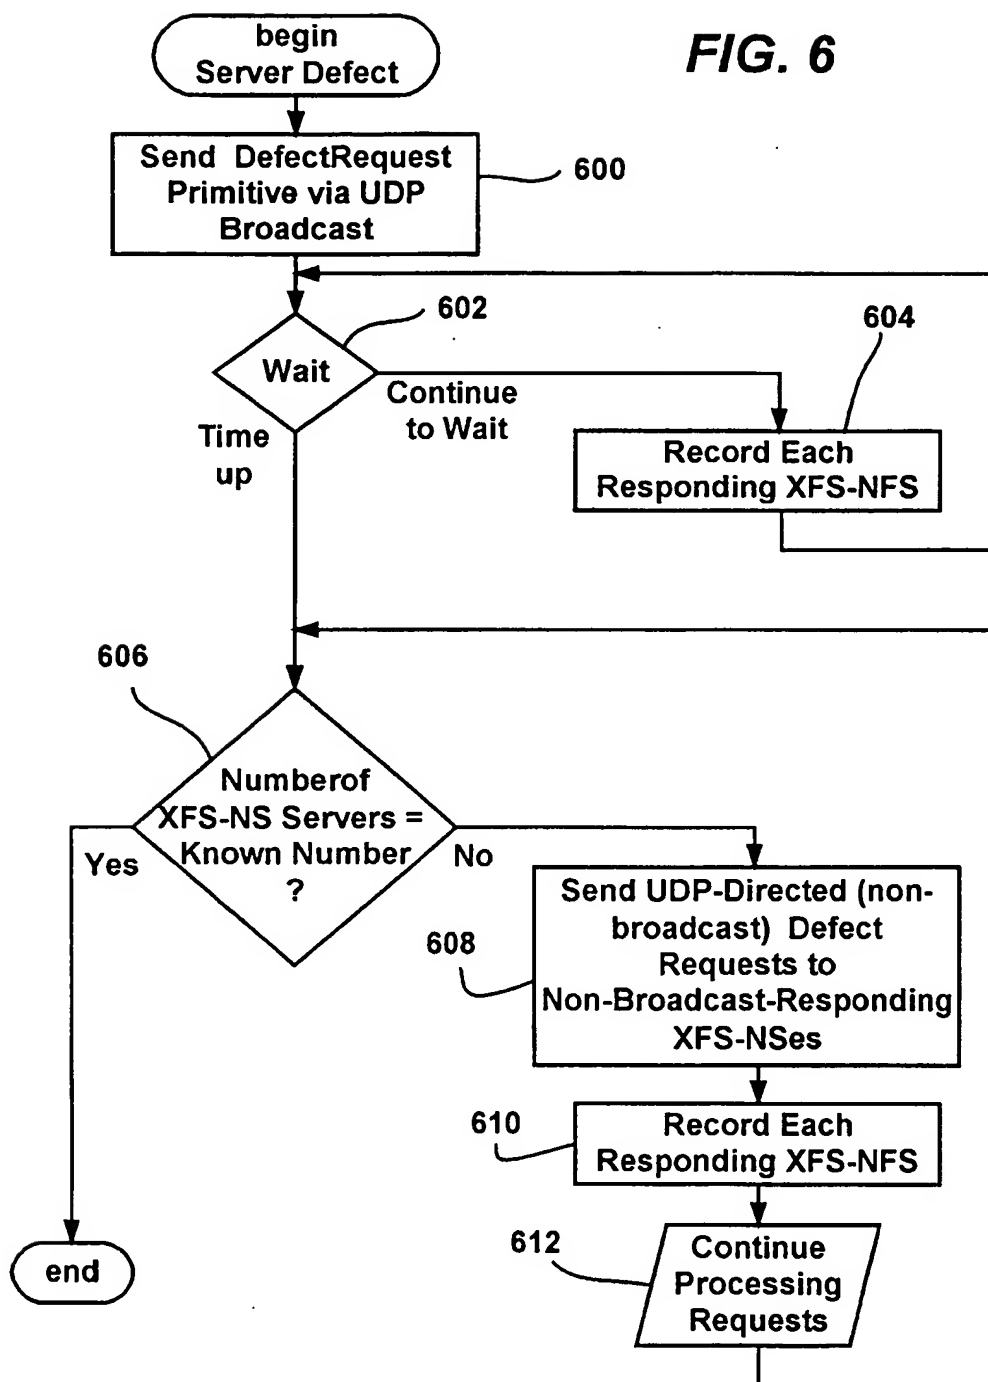 begin
Server Defect
FIG. 6
Send DefectRequest
Primitive via UDP
Broadcast
600
602
Wait
Continue
to Wait
Time
up
604
Record Each
Responding XFS-NFS
606
Numberof
XFS-NS Servers =
Known Number
?
Yes
No
608
Send UDP-Directed (non-
broadcast) Defect
Requests to
Non-Broadcast-Responding
XFS-NSes
610
Record Each
Responding XFS-NFS
612
Continue
Processing
Requests
end